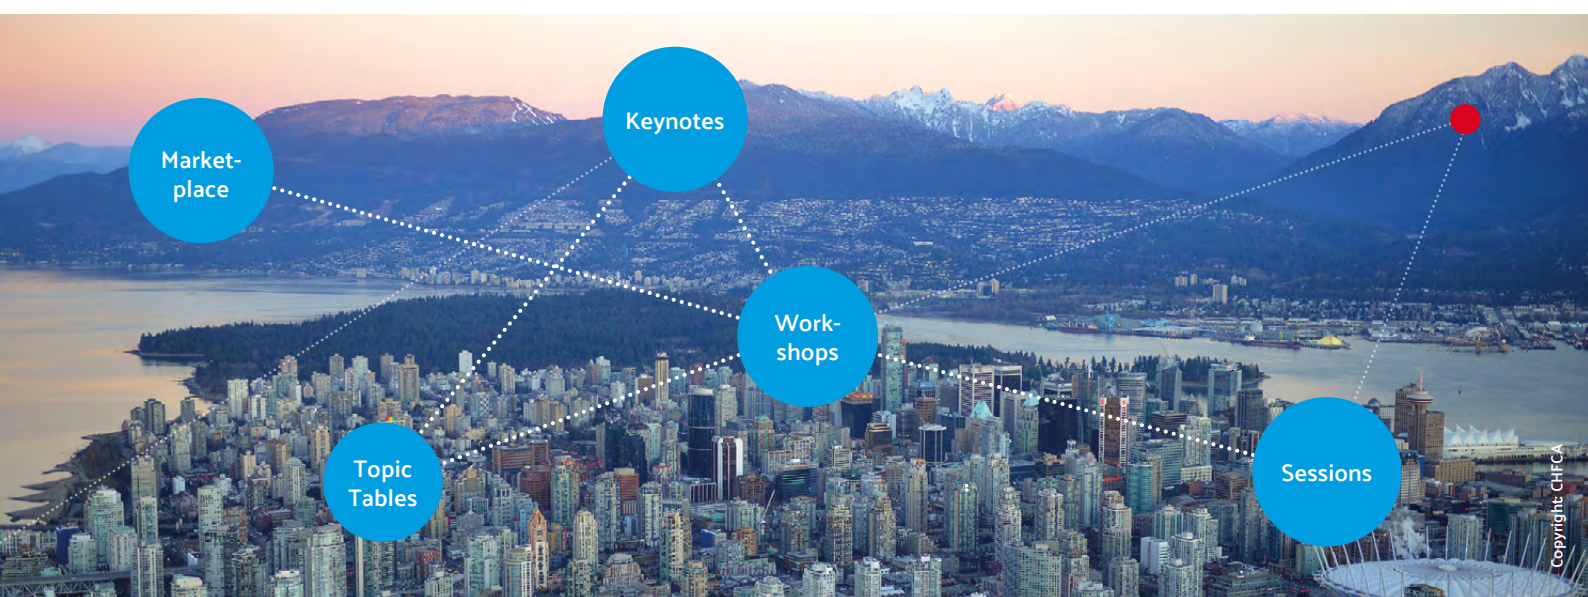 Keynotes
Market-
place
Work-
shops
Topic
Tables
Sessions
Copyright: CHFCA